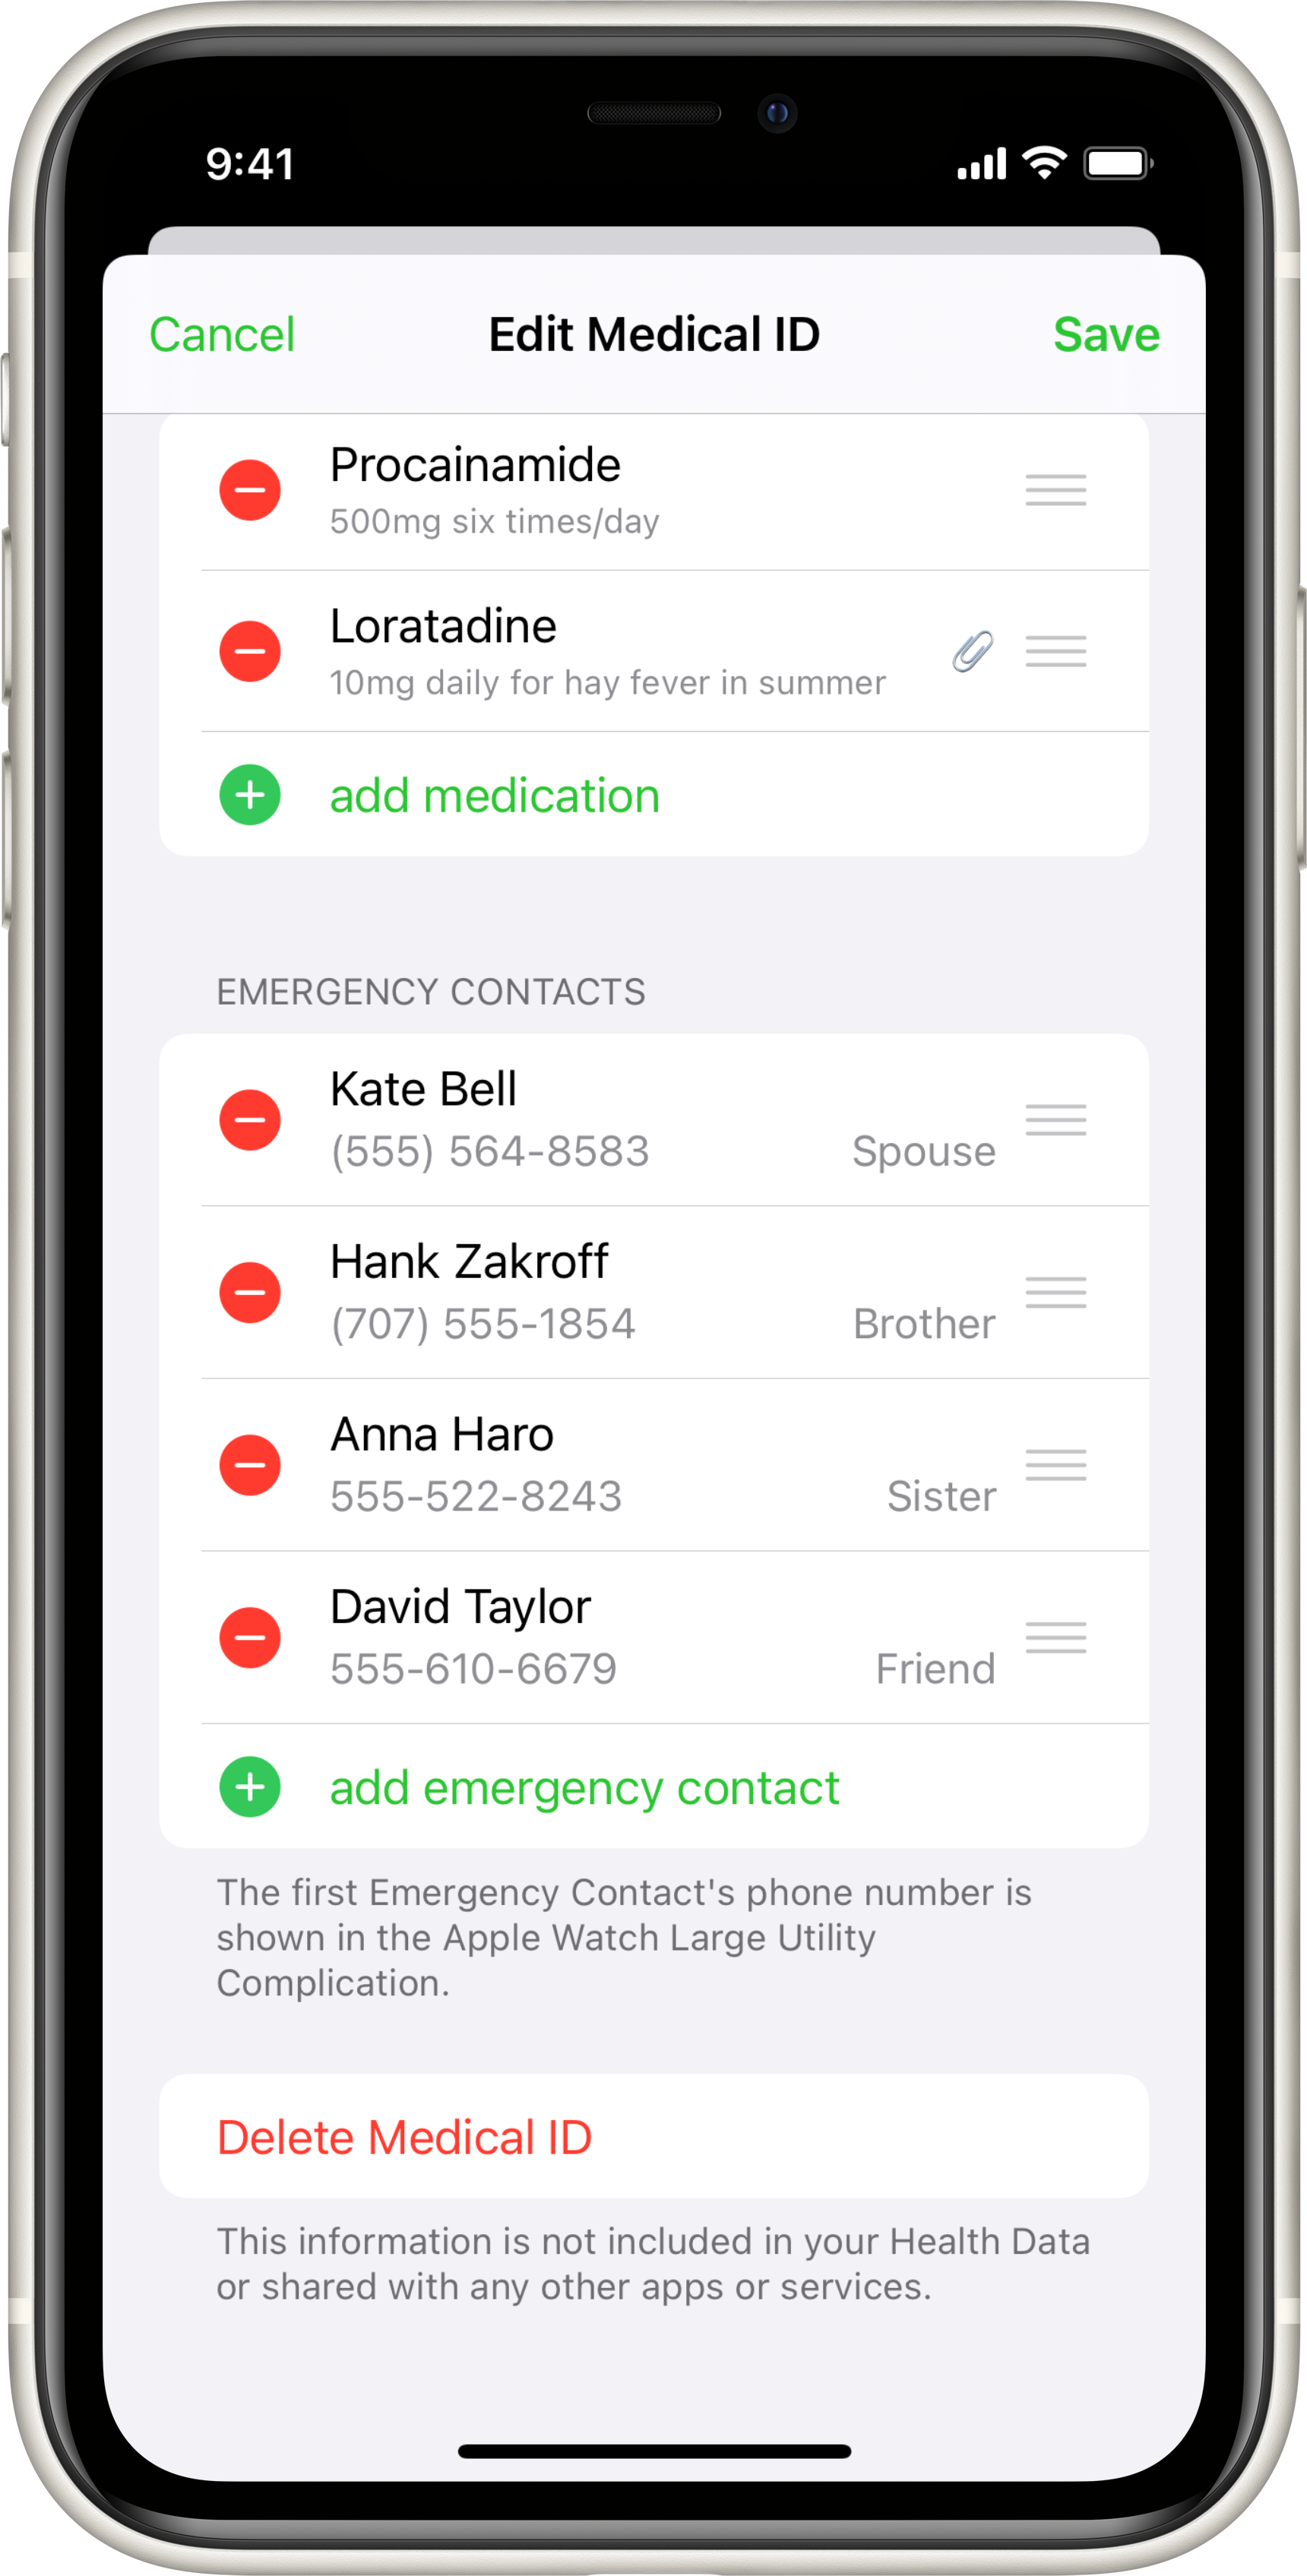 9:41
Cancel Edit Medical ID Save
Procainamide
500mg six times/day
Loratadine
10mg daily for hay fever in summer
add medication
EMERGENCY CONTACTS
Kate Bell
(555) 564-8583 Spouse
Hank Zakroff
(707) 555-1854 Brother
Anna Haro
555-522-8243 Sister
David Taylor
555-610-6679 Friend
add emergency contact
The first Emergency Contact's phone number is
shown in the Apple Watch Large Utility
Complication.
Delete Medical ID
This information is not included in your Health Data
or shared with any other apps or services.